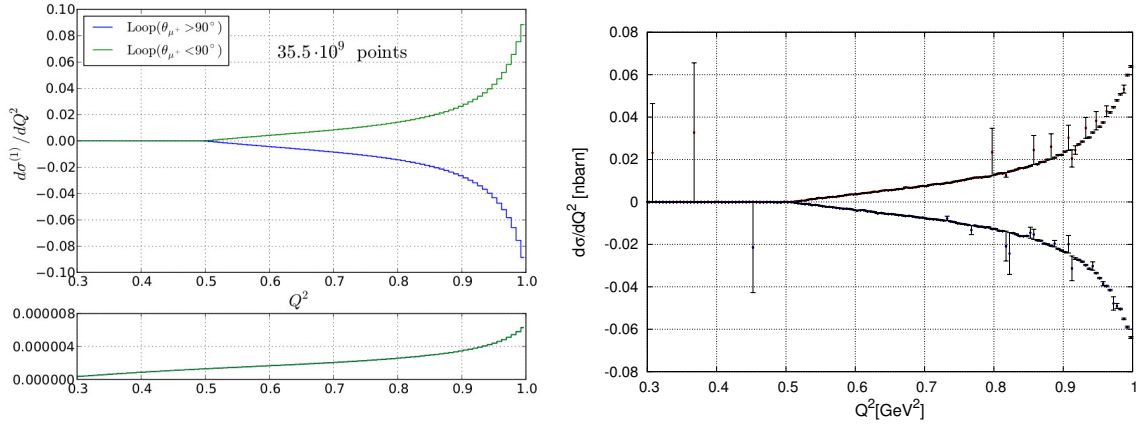 0.10
0.08
0.06
0.04
0.02
0.00
−0.02
−0.04
−0.06
−0.08
−0.10
dσ⁽¹⁾/dQ²
Loop(θ_μ⁺ >90°)
Loop(θ_μ⁺ <90°)
35.5·10⁹ points
0.3 0.4 0.5 0.6 0.7 0.8 0.9 1.0
Q²
0.000008
0.000004
0.000000
0.3 0.4 0.5 0.6 0.7 0.8 0.9 1.0
0.08
0.06
0.04
0.02
0
-0.02
-0.04
-0.06
-0.08
dσ/dQ² [nbarn]
0.3 0.4 0.5 0.6 0.7 0.8 0.9 1
Q²[GeV²]